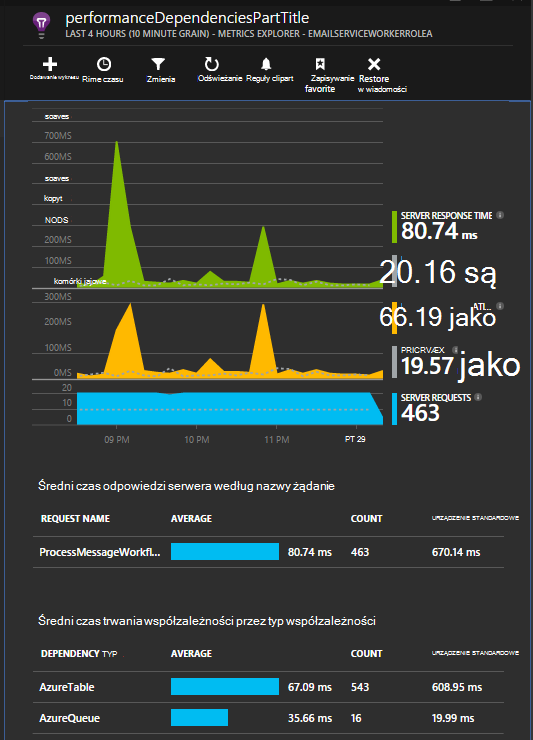 performanceDependenciesPartTitle
LAST 4 HOURS (10 MINUTE GRAIN) - METRICS EXPLORER - EMAILSERVICEWORKERROLEA
Dodawanie wykresu
Rime czasu
Zmienia
Odświeżanie
Reguły clipart
Zapisywanie favorite
Restore w wiadomości
soaves
700MS
600MS
soaves
kopyt
NODS
200MS
100MS
komórki jajowe
SERVER RESPONSE TIME
80.74 ms
20.16 są
ATL...
66.19 jako
19.57 jako
300MS
200MS
100MS
0MS
20
10
0
SERVER REQUESTS
463
09 PM
10 PM
11 PM
PT 29
Średni czas odpowiedzi serwera według nazwy żądanie
REQUEST NAME AVERAGE COUNT URZĄDZENIE STANDARDOWE
ProcessMessageWorkfl... 80.74 ms 463 670.14 ms
Średni czas trwania współzależności przez typ współzależności
DEPENDENCY TYP AVERAGE COUNT URZĄDZENIE STANDARDOWE
AzureTable 67.09 ms 543 608.95 ms
AzureQueue 35.66 ms 16 19.99 ms